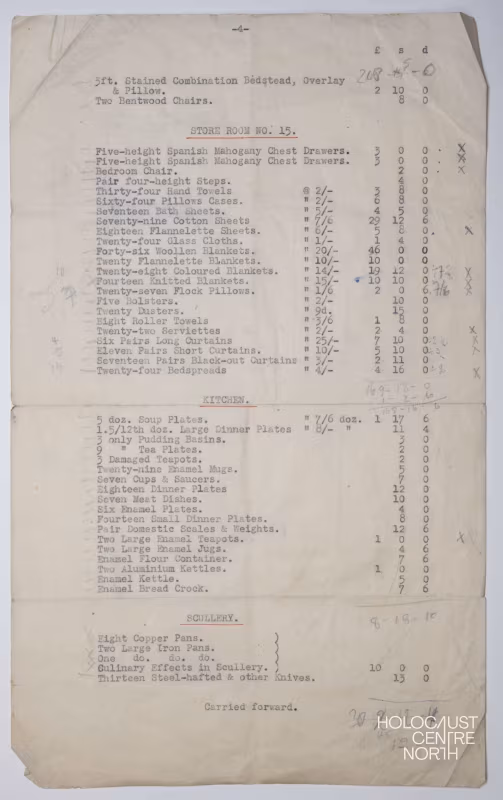 -4-
£ s d
5ft. Stained Combination Bedstead, Overlay
& Pillow. 2 10 0
Two Bentwood Chairs. 8 0
STORE ROOM NO. 15.
Five-height Spanish Mahogany Chest Drawers. 3 0 0 . X
Five-height Spanish Mahogany Chest Drawers. 3 0 0 . X
Bedroom Chair. 2 0 . X
Pair four-height Steps. 4 0
Thirty-four Hand Towels @ 2/- 3 8 0
Sixty-four Pillows Cases. " 2/- 6 8 0
Seventeen Bath Sheets. " 5/- 4 5 0
Seventy-nine Cotton Sheets " 7/6 29 12 6
Eighteen Flannelette Sheets. " 6/- 5 8 0. X
Twenty-four Glass Cloths. " 1/- 1 4 0
Forty-six Woollen Blankets. " 20/- 46 0 0
Twenty Flannelette Blankets. " 10/- 10 0 0
Twenty-eight Coloured Blankets. " 14/- 19 12 0 X
Fourteen Knitted Blankets. " 15/- 10 10 0 X
Twenty-seven Flock Pillows. " 1/6 2 0 6 7/6 X
Five Bolsters. " 2/- 10 0
Twenty Dusters. " 9d. 15 0
Eight Roller Towels " 3/6 1 8 0
Twenty-two Serviettes " 2/- 2 4 0 X
Six Pairs Long Curtains " 25/- 7 10 0 X
Eleven Pairs Short Curtains. " 10/- 5 10 0 X
Seventeen Pairs Black-out Curtains " 3/- 2 11 0
Twenty-four Bedspreads " 4/- 4 16 0 X
KITCHEN.
5 doz. Soup Plates. " 7/6 doz. 1 17 6
1.5/12th doz. Large Dinner Plates " 8/- " 11 4
3 only Pudding Basins. 3 0
9 " Tea Plates. 2 0
3 Damaged Teapots. 2 0
Twenty-nine Enamel Mugs. 5 0
Seven Cups & Saucers. 7 0
Eighteen Dinner Plates 12 0
Seven Meat Dishes. 10 0
Six Enamel Plates. 4 0
Fourteen Small Dinner Plates. 8 0
Pair Domestic Scales & Weights. 12 6
Two Large Enamel Teapots. 1 0 0 X
Two Large Enamel Jugs. 4 6
Enamel Flour Container. 7 6
Two Aluminium Kettles. 1 0 0
Enamel Kettle. 5 0
Enamel Bread Crock. 7 6
8-18-10
SCULLERY.
Eight Copper Pans.
Two Large Iron Pans.
One do. do. do.
Culinary Effects in Scullery. 10 0 0
Thirteen Steel-hafted & other Knives. 13 0
Carried forward.
HOLOCAUST
CENTRE
NORTH